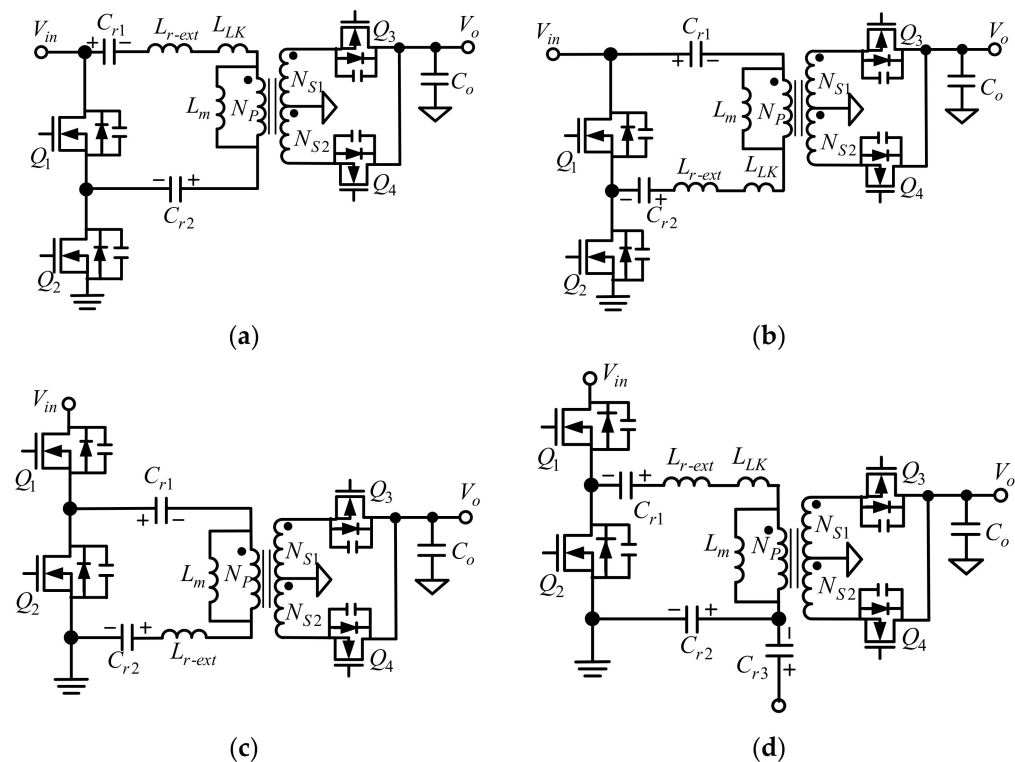 V_in + C_r1 − L_r-ext L_LK Q_3 V_o
L_m N_P N_S1 C_o
Q_1 N_S2
− + C_r2 Q_4
Q_2
(a)
V_in C_r1 + − Q_3 V_o
L_m N_P N_S1 C_o
Q_1 N_S2
− + C_r2 L_r-ext L_LK Q_4
Q_2
(b)
V_in
Q_1 C_r1 + − Q_3 V_o
L_m N_P N_S1 C_o
Q_2 N_S2
− + C_r2 L_r-ext Q_4
(c)
V_in
Q_1 − + C_r1 L_r-ext L_LK Q_3 V_o
L_m N_P N_S1 C_o
Q_2 N_S2
− + C_r2 Q_4
− C_r3 +
(d)